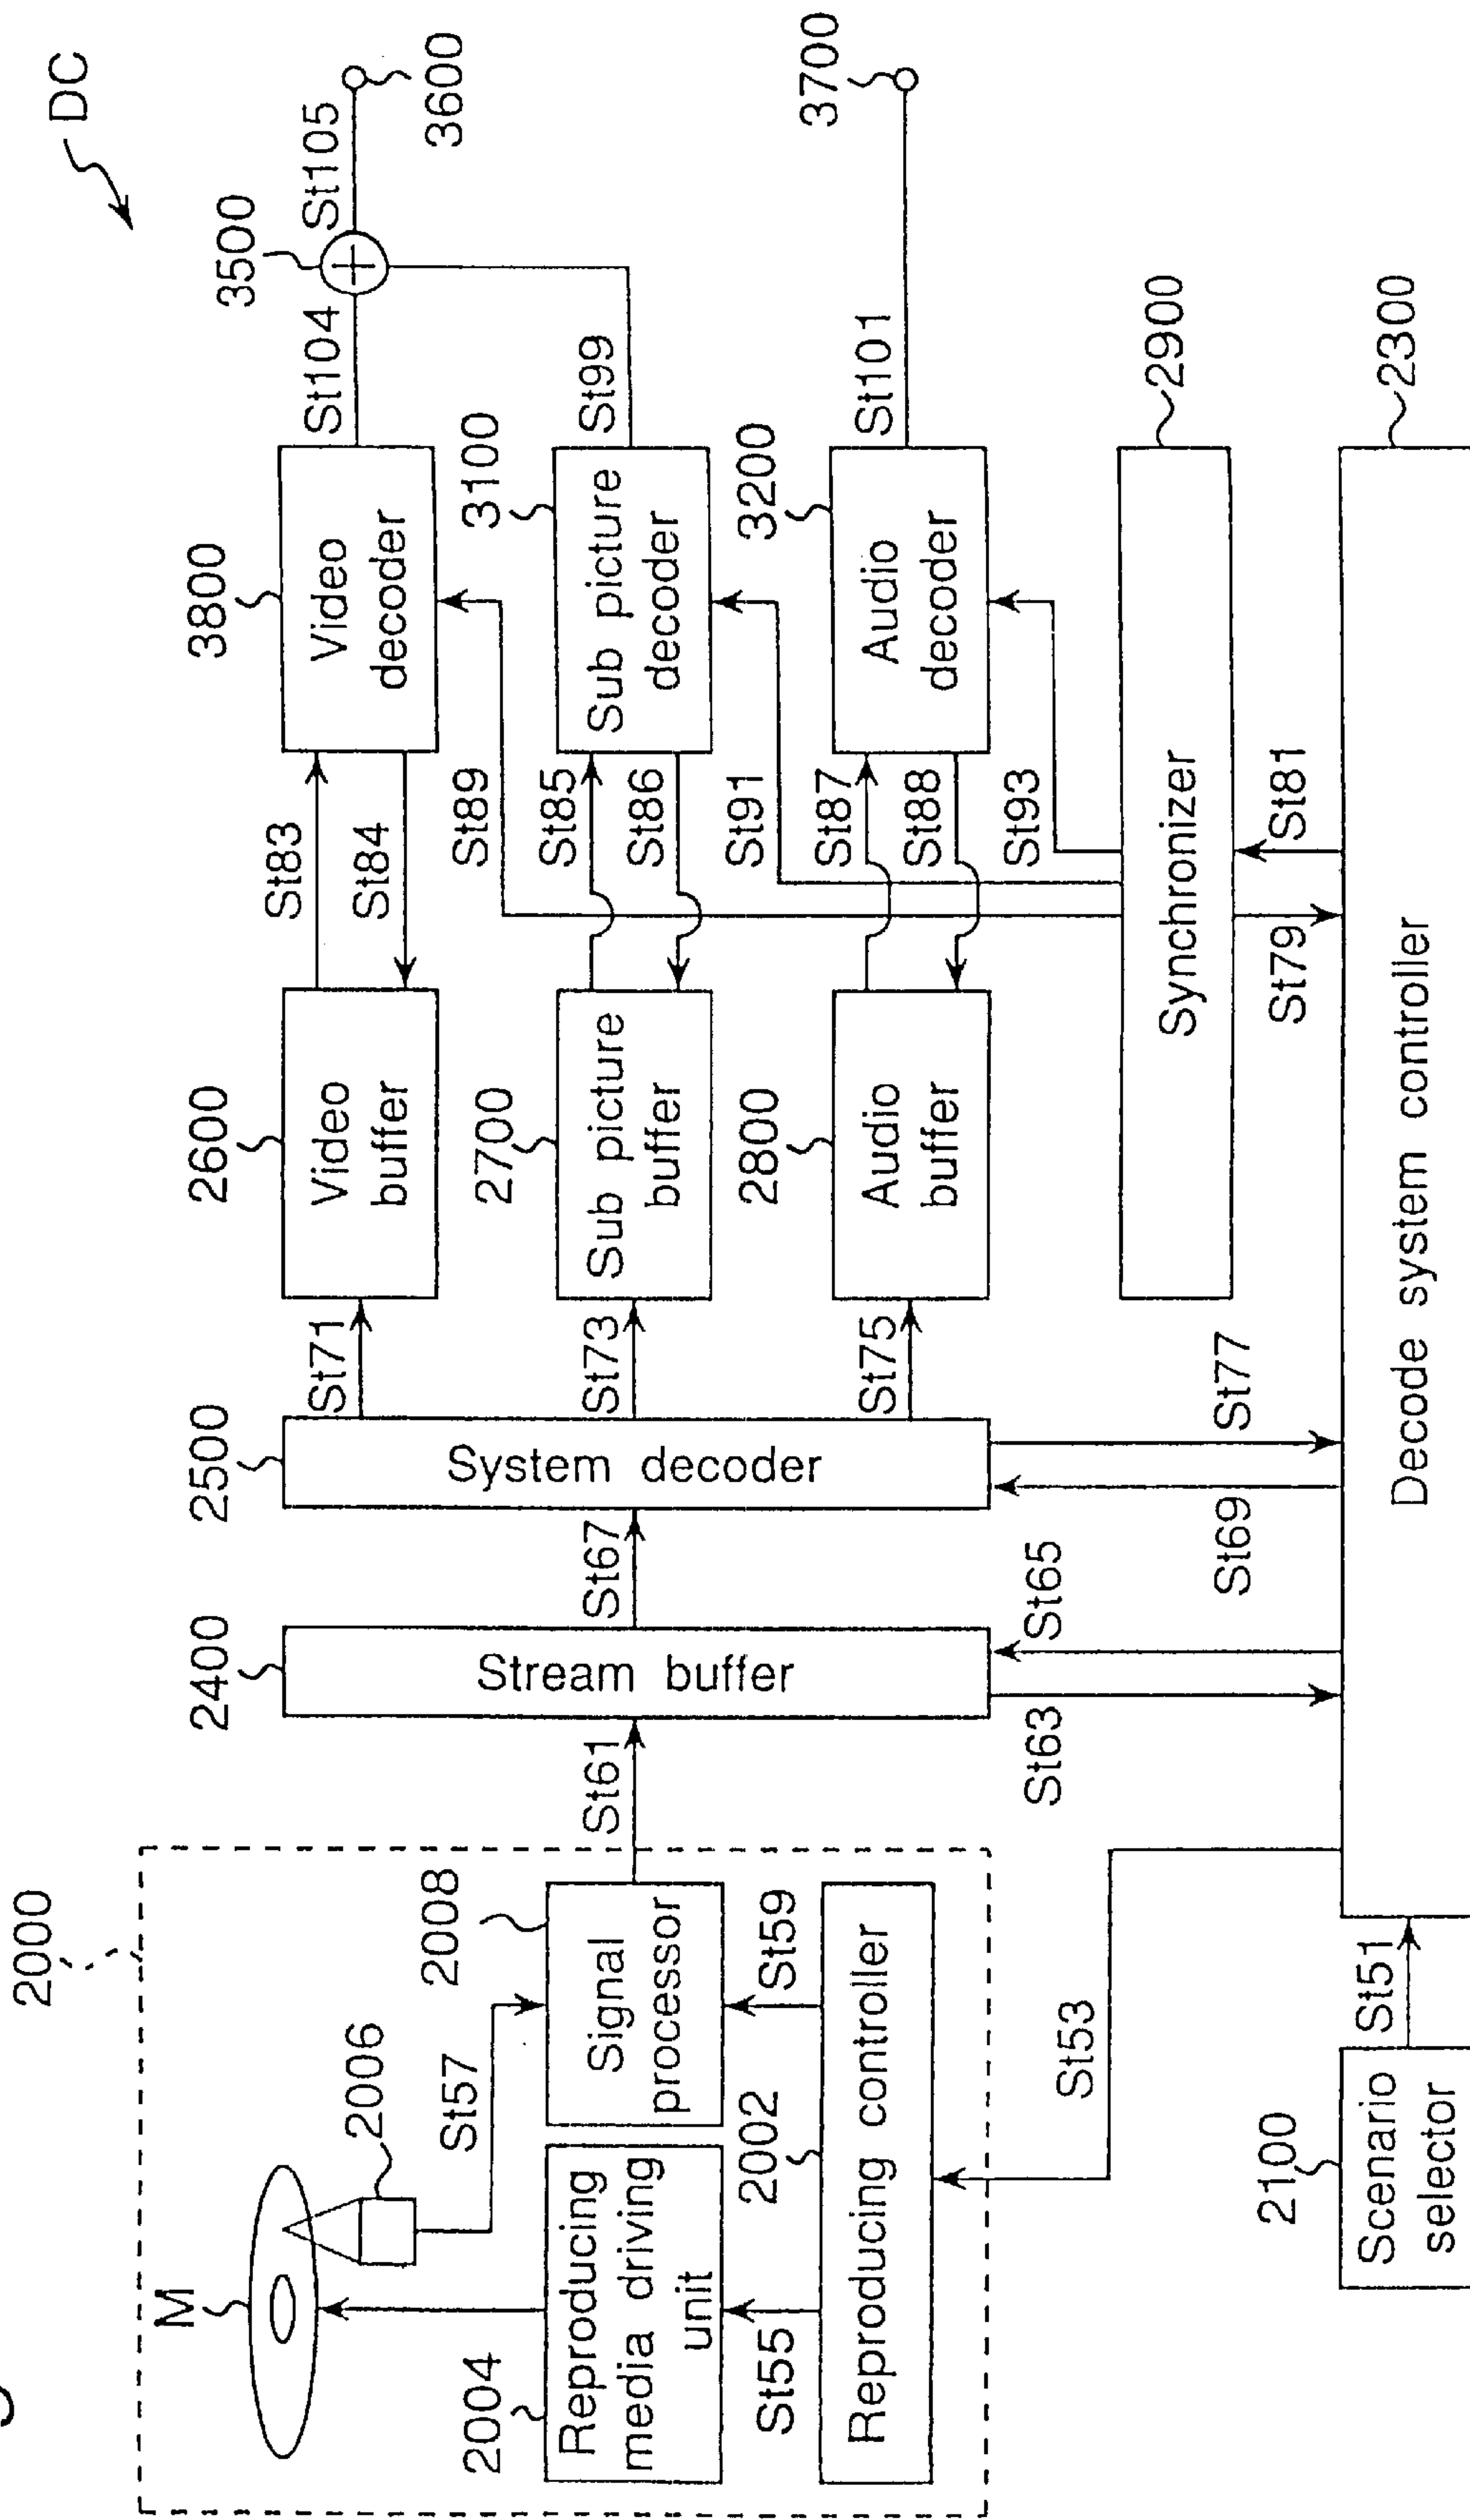 DC
2000
M
2006
St57
2004
Reproducing
media driving
unit
2008
Signal
processor
St55
St59
2002
Reproducing controller
St53
2100
Scenario
selector
St51
St61
2400
Stream buffer
St63
St65
St67
2500
System decoder
St69
St77
St71
St73
St75
2600
Video
buffer
2700
Sub picture
buffer
2800
Audio
buffer
St83
St84
St89
St85
St86
St91
St87
St88
St93
3800
Video
decoder
3100
Sub picture
decoder
3200
Audio
decoder
St104
3500
St105
3600
St99
St101
3700
Synchronizer
2900
St79
St81
Decode system controller
2300